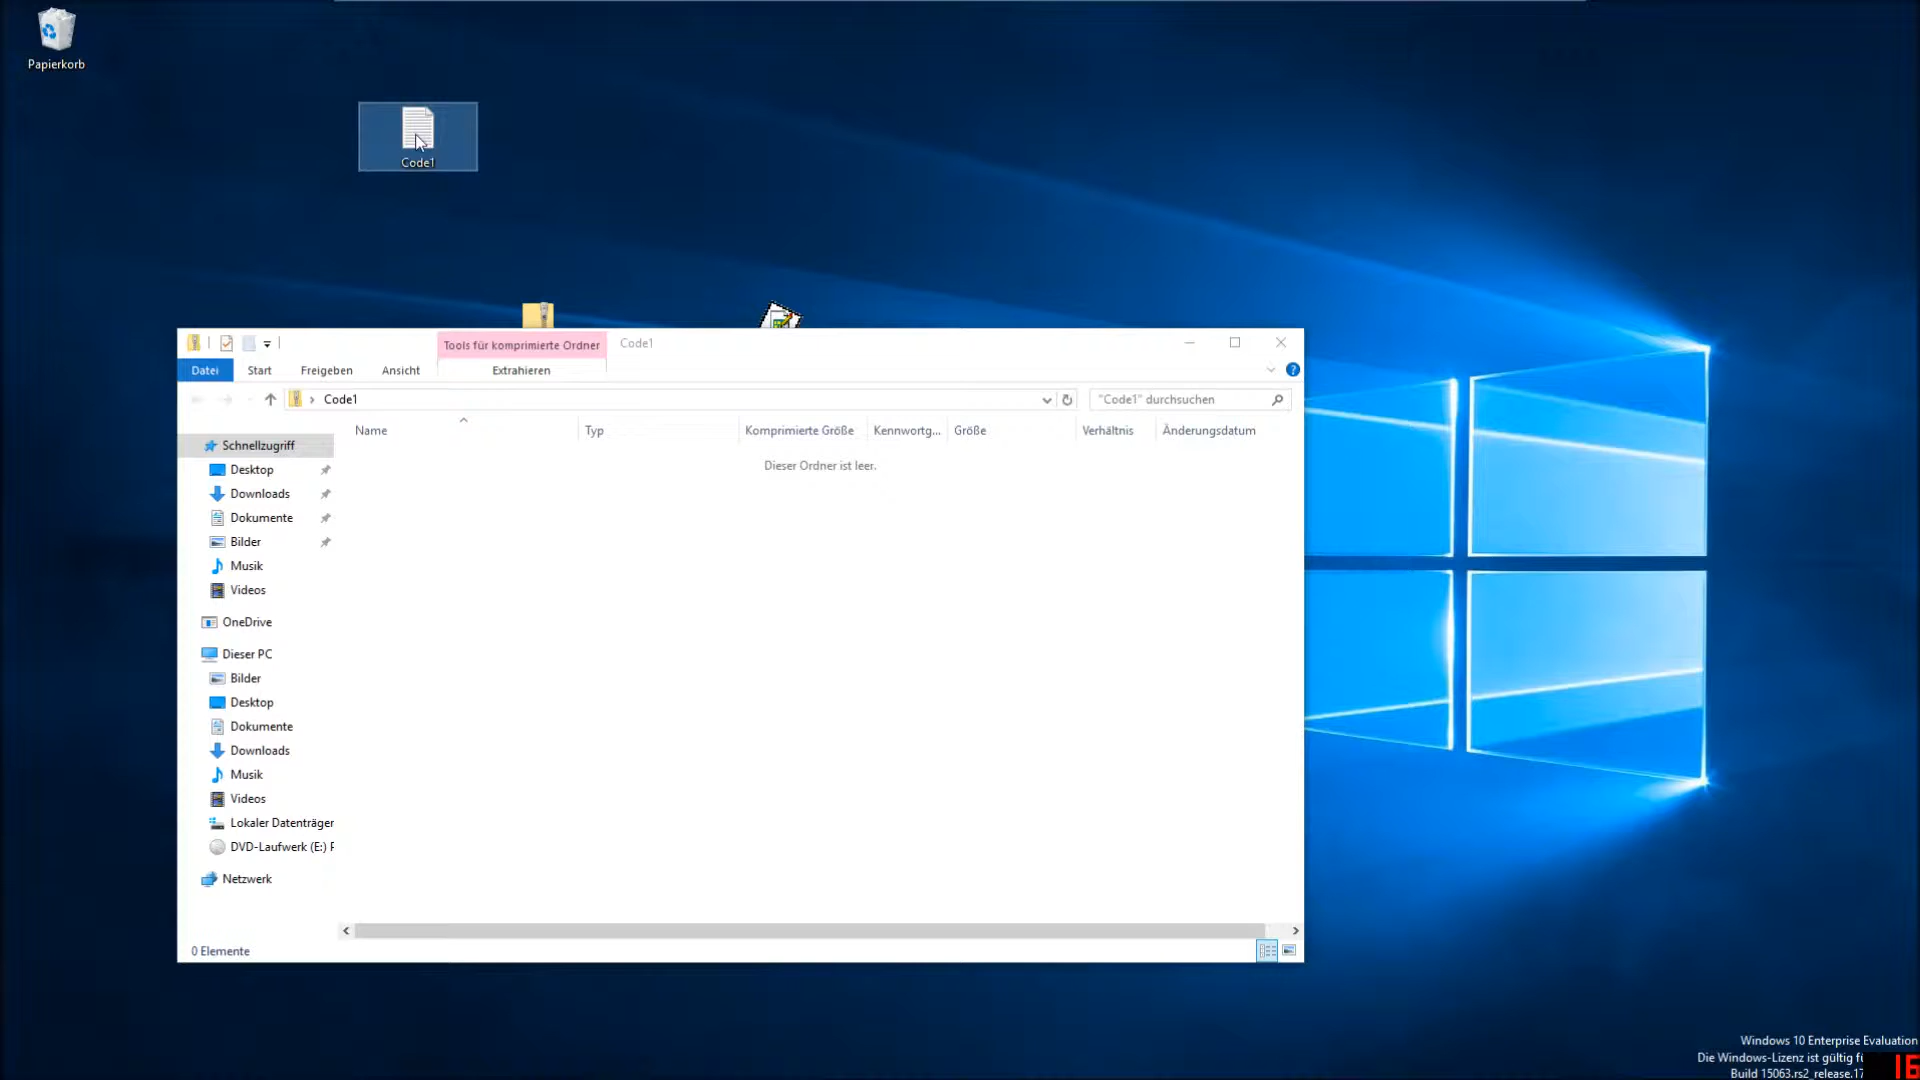 Papierkorb
Code1
Tools für komprimierte Ordner
Code1
Datei
Start
Freigeben
Ansicht
Extrahieren
Code1
"Code1" durchsuchen
Name
Typ
Komprimierte Größe
Kennwortg...
Größe
Verhältnis
Änderungsdatum
Dieser Ordner ist leer.
Schnellzugriff
Desktop
Downloads
Dokumente
Bilder
Musik
Videos
OneDrive
Dieser PC
Bilder
Desktop
Dokumente
Downloads
Musik
Videos
Lokaler Datenträger
DVD-Laufwerk (E:)
Netzwerk
0 Elemente
Windows 10 Enterprise Evaluation
Die Windows-Lizenz ist gültig
Build 15063.rs2_release.17
16